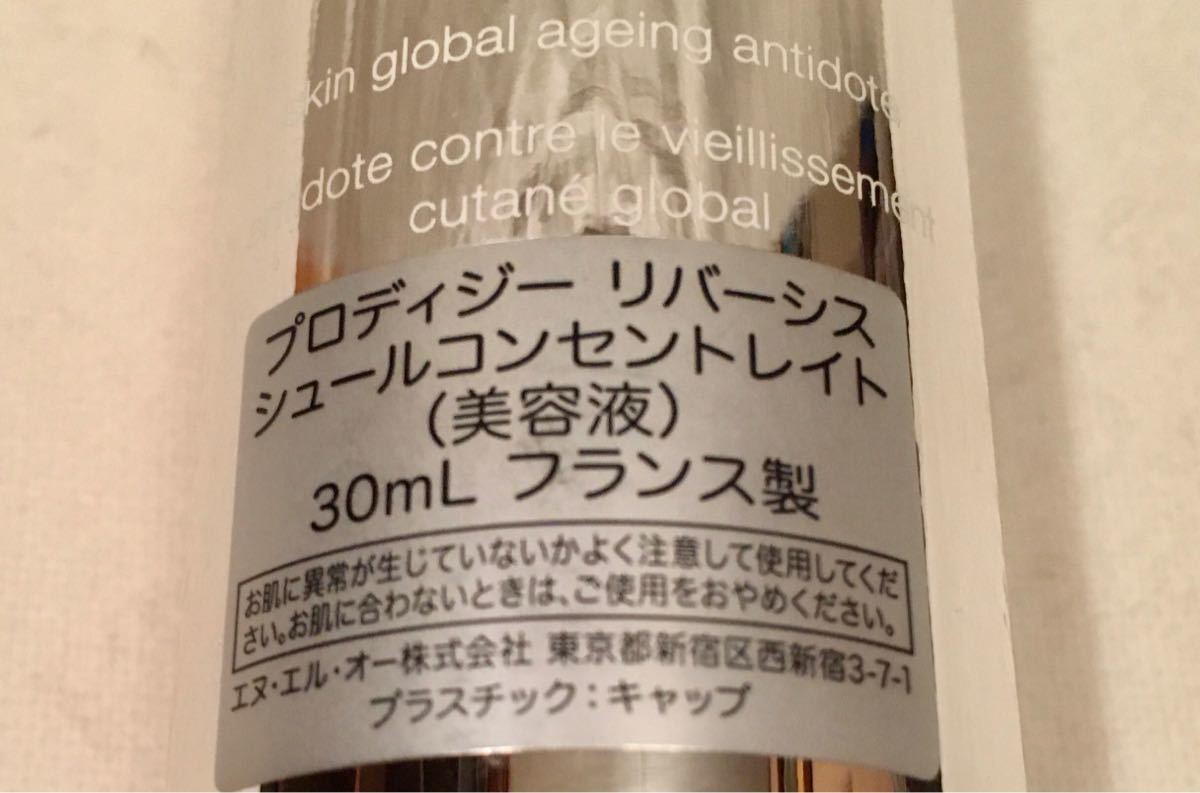 skin global ageing antidote
antidote contre le vieillissement
cutané global
プロディジー リバーシス
シュールコンセントレイト
(美容液)
30mL フランス製
お肌に異常が生じていないかよく注意して使用してくだ
さい。お肌に合わないときは、ご使用をおやめください。
エヌ・エル・オー株式会社 東京都新宿区西新宿3-7-1
プラスチック:キャップ